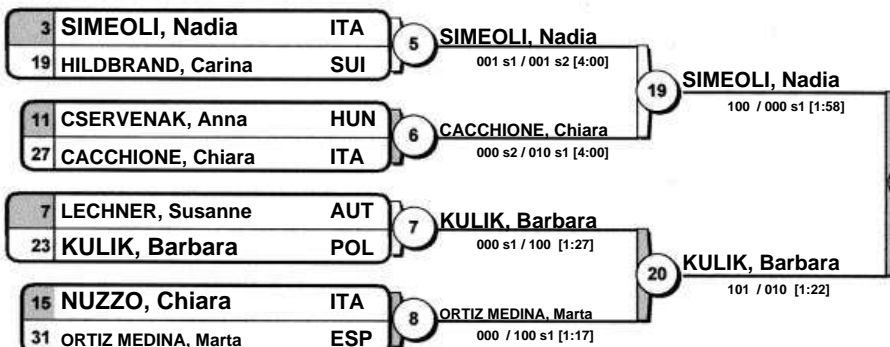 3 SIMEOLI, Nadia ITA
19 HILDBRAND, Carina SUI
5
SIMEOLI, Nadia
001 s1 / 001 s2 [4:00]
11 CSERVENAK, Anna HUN
27 CACCHIONE, Chiara ITA
6
CACCHIONE, Chiara
000 s2 / 010 s1 [4:00]
19
SIMEOLI, Nadia
100 / 000 s1 [1:58]
7 LECHNER, Susanne AUT
23 KULIK, Barbara POL
7
KULIK, Barbara
000 s1 / 100 [1:27]
15 NUZZO, Chiara ITA
31 ORTIZ MEDINA, Marta ESP
8
ORTIZ MEDINA, Marta
000 / 100 s1 [1:17]
20
KULIK, Barbara
101 / 010 [1:22]